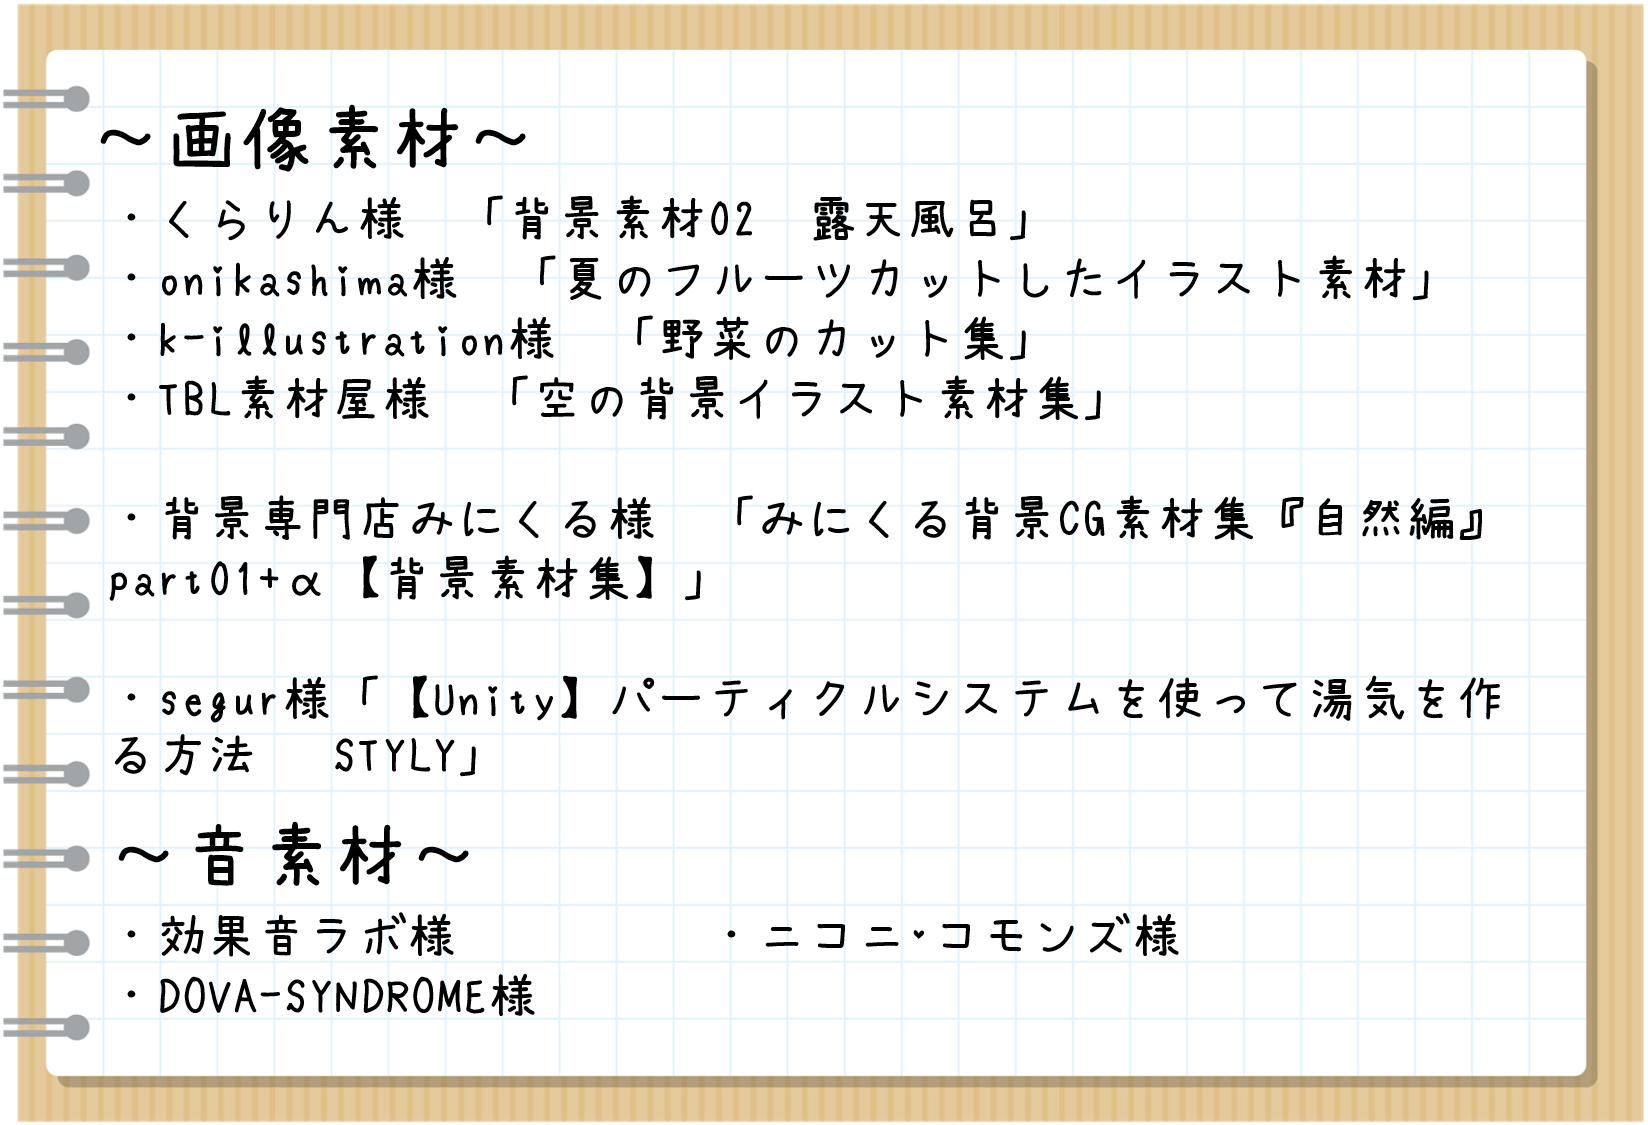 ～画像素材～
・くらりん様　「背景素材02　露天風呂」
・onikashima様　「夏のフルーツカットしたイラスト素材」
・k-illustration様　「野菜のカット集」
・TBL素材屋様　「空の背景イラスト素材集」
・背景専門店みにくる様　「みにくる背景CG素材集『自然編』
part01+α【背景素材集】」
・segur様「【Unity】パーティクルシステムを使って湯気を作
る方法　 STYLY」
～音素材～
・効果音ラボ様　　　　　・ニコニ・コモンズ様
・DOVA-SYNDROME様